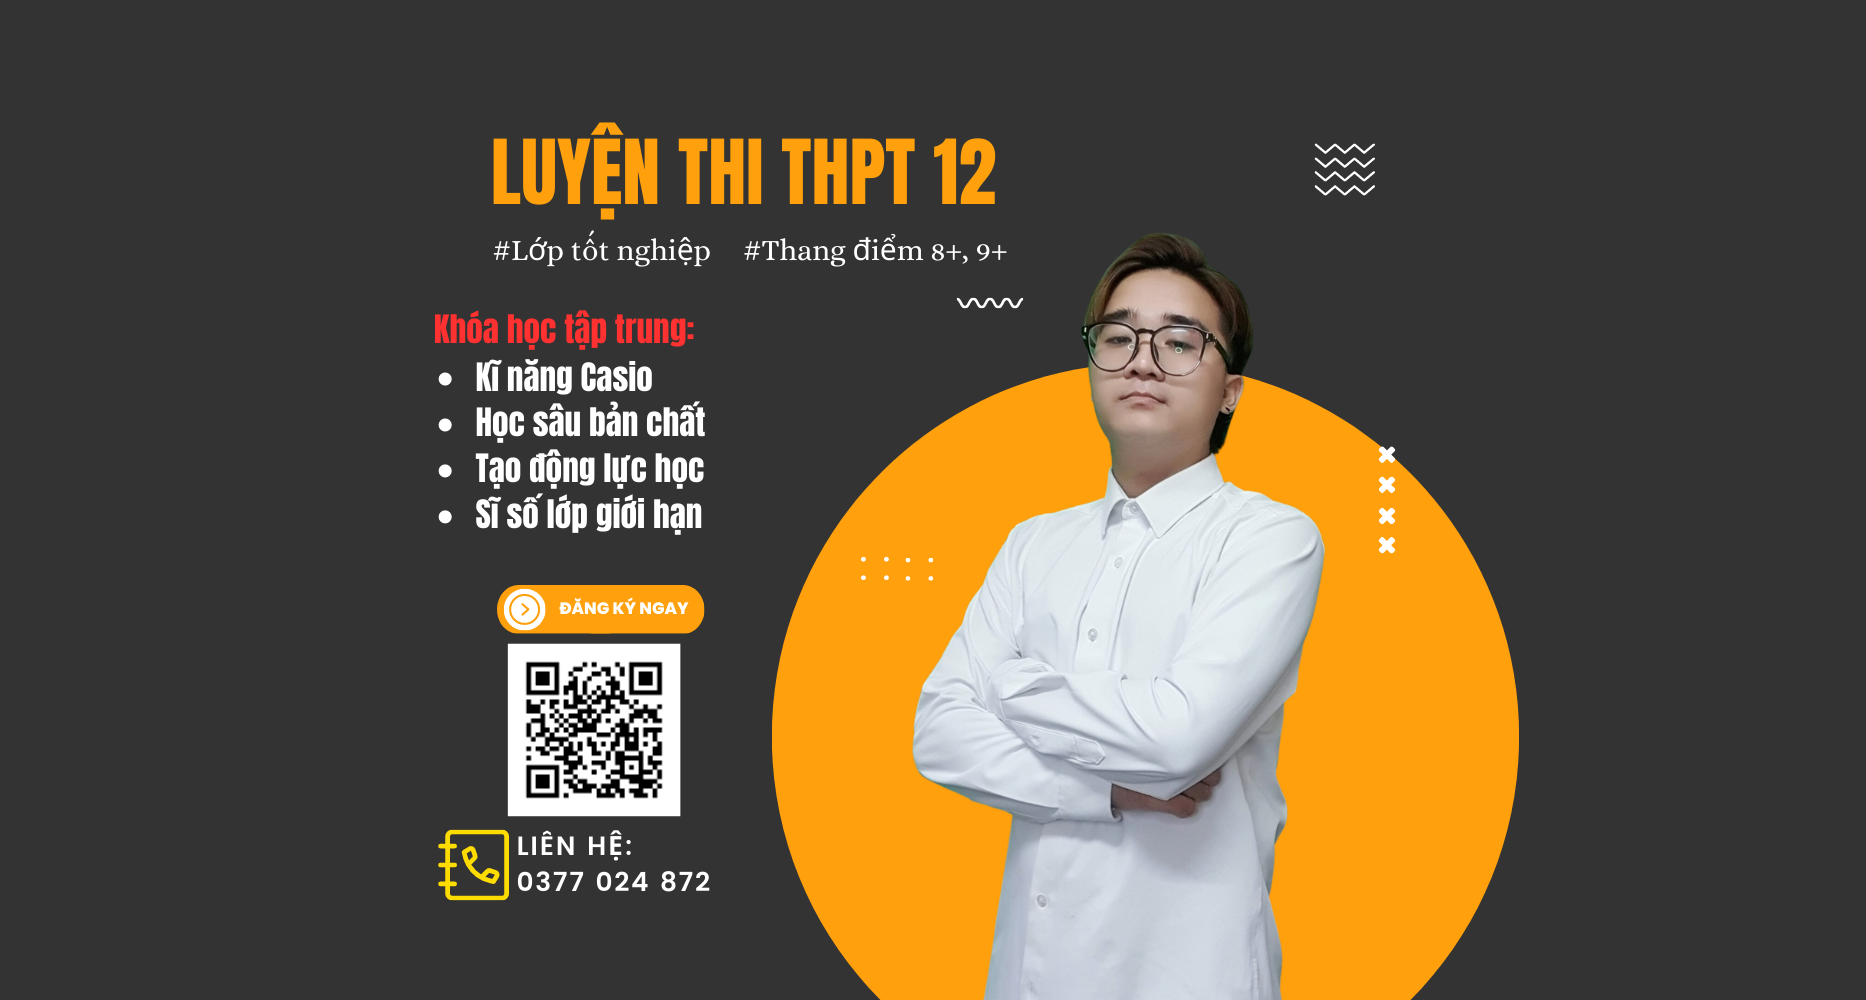 LUYỆN THI THPT 12
#Lớp tốt nghiệp #Thang điểm 8+, 9+
Khóa học tập trung:
Kĩ năng Casio
Học sâu bản chất
Tạo động lực học
Sĩ số lớp giới hạn
ĐĂNG KÝ NGAY
LIÊN HỆ:
0377 024 872